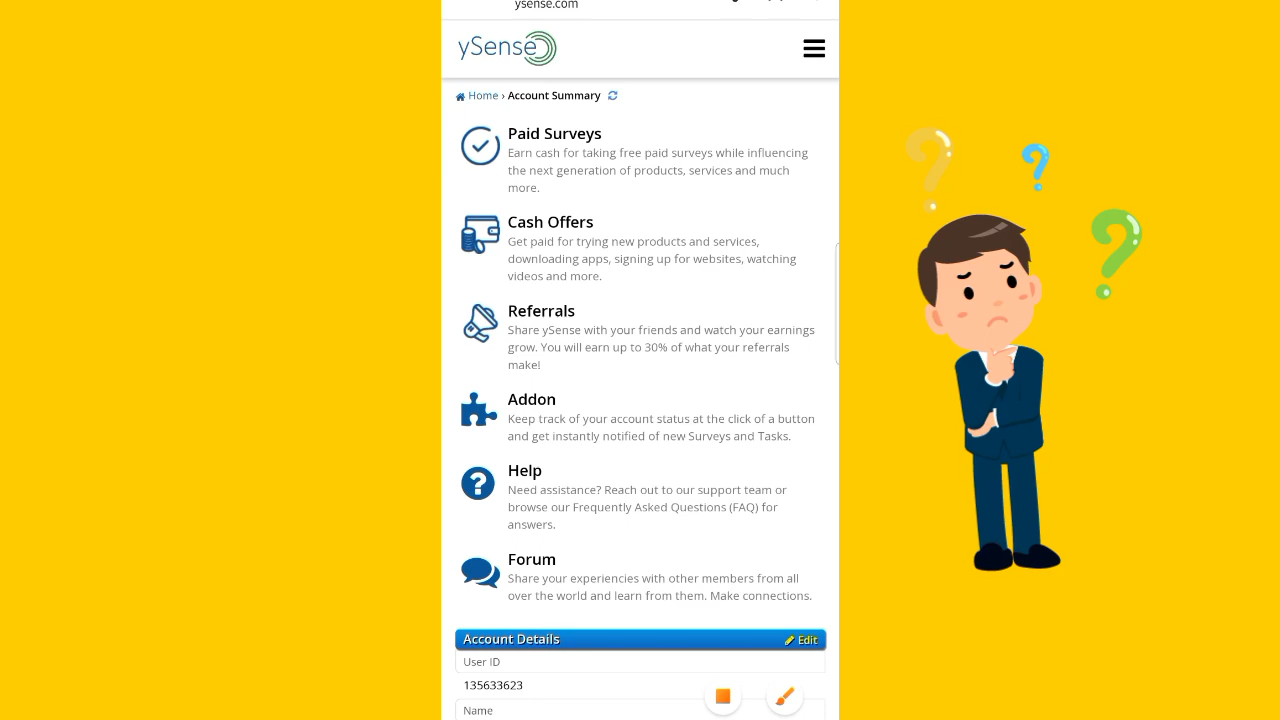 ysense.com
ySense
Home › Account Summary
Paid Surveys
Earn cash for taking free paid surveys while influencing
the next generation of products, services and much
more.
Cash Offers
Get paid for trying new products and services,
downloading apps, signing up for websites, watching
videos and more.
Referrals
Share ySense with your friends and watch your earnings
grow. You will earn up to 30% of what your referrals
make!
Addon
Keep track of your account status at the click of a button
and get instantly notified of new Surveys and Tasks.
Help
Need assistance? Reach out to our support team or
browse our Frequently Asked Questions (FAQ) for
answers.
Forum
Share your experiences with other members from all
over the world and learn from them. Make connections.
Account Details Edit
User ID
135633623
Name